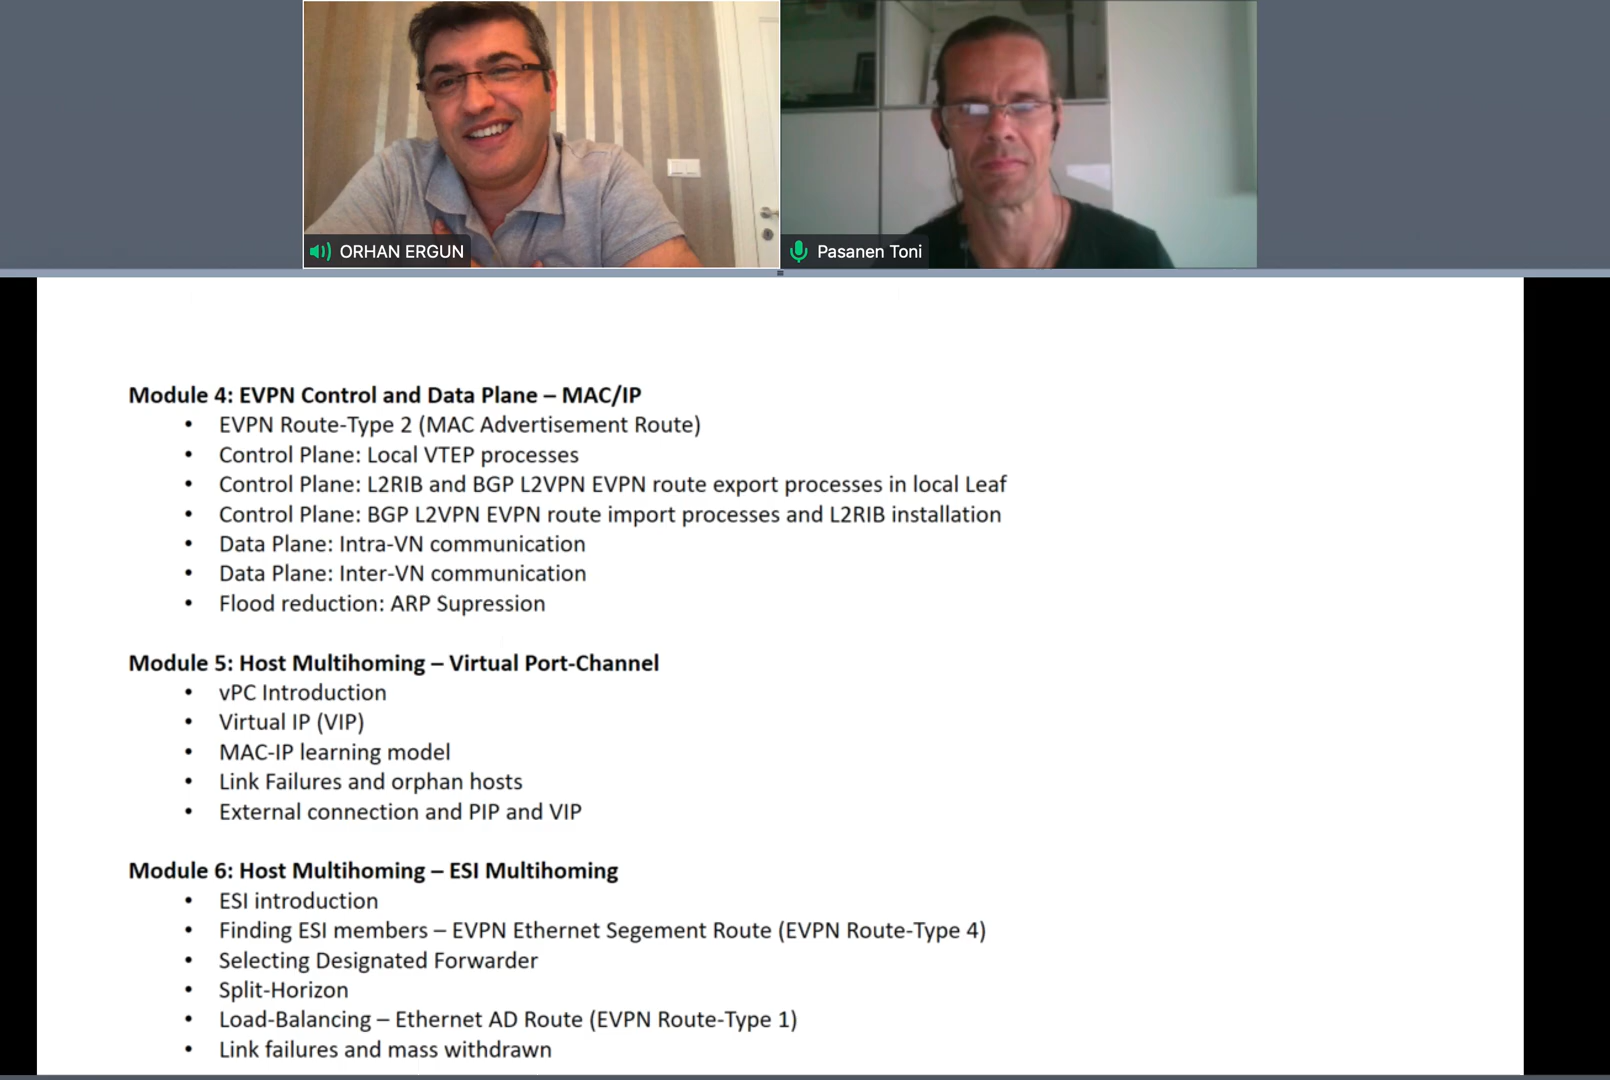 ORHAN ERGUN
Pasanen Toni
Module 4: EVPN Control and Data Plane – MAC/IP
• EVPN Route-Type 2 (MAC Advertisement Route)
• Control Plane: Local VTEP processes
• Control Plane: L2RIB and BGP L2VPN EVPN route export processes in local Leaf
• Control Plane: BGP L2VPN EVPN route import processes and L2RIB installation
• Data Plane: Intra-VN communication
• Data Plane: Inter-VN communication
• Flood reduction: ARP Supression
Module 5: Host Multihoming – Virtual Port-Channel
• vPC Introduction
• Virtual IP (VIP)
• MAC-IP learning model
• Link Failures and orphan hosts
• External connection and PIP and VIP
Module 6: Host Multihoming – ESI Multihoming
• ESI introduction
• Finding ESI members – EVPN Ethernet Segement Route (EVPN Route-Type 4)
• Selecting Designated Forwarder
• Split-Horizon
• Load-Balancing – Ethernet AD Route (EVPN Route-Type 1)
• Link failures and mass withdrawn